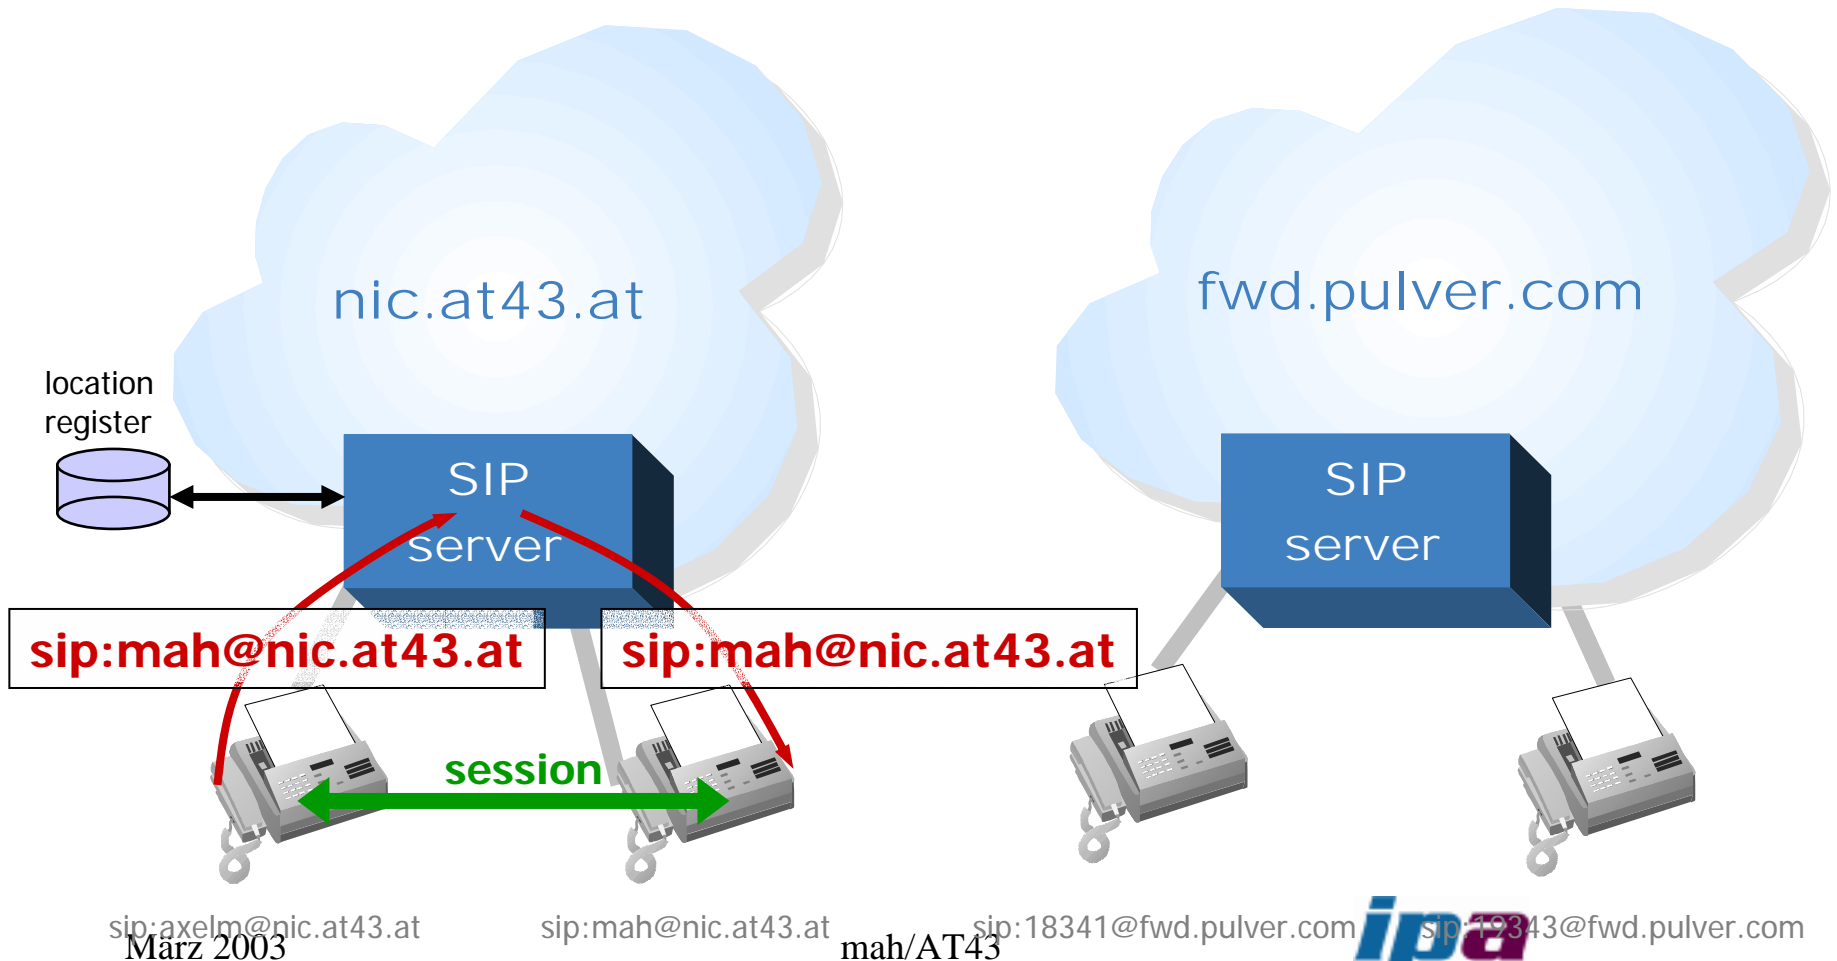 nic.at43.at
fwd.pulver.com
location
register
SIP
server
SIP
server
sip:mah@nic.at43.at
sip:mah@nic.at43.at
session
sip:axelm@nic.at43.at
sip:mah@nic.at43.at
sip:18341@fwd.pulver.com
sip:19343@fwd.pulver.com
März 2003
mah/AT43
ipa